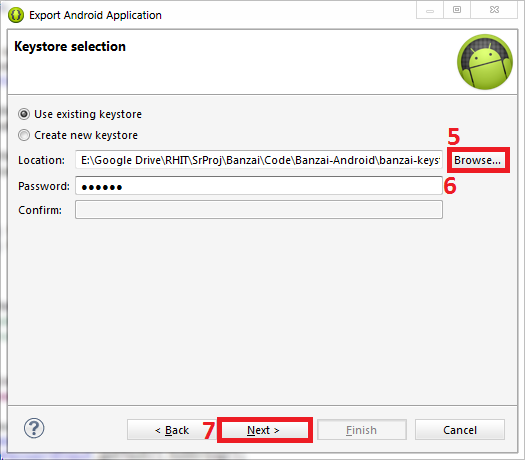 Export Android Application
Keystore selection
Use existing keystore
Create new keystore
5
Location: E:\Google Drive\RHIT\SrProj\Banzai\Code\Banzai-Android\banzai-keys Browse...
Password: ●●●●●● 6
Confirm:
? 7 < Back Next > Finish Cancel